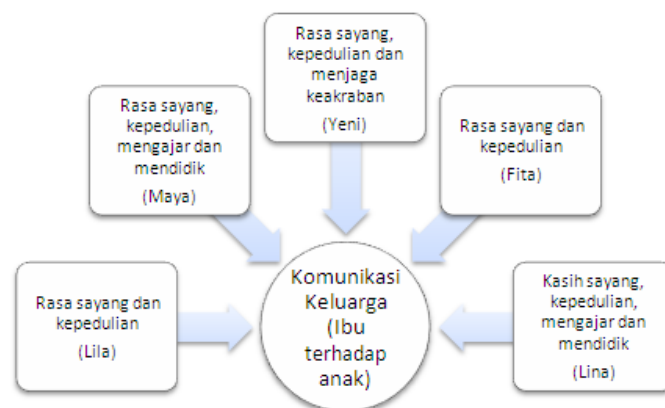 Rasa sayang,
kepedulian dan
menjaga
keakraban
(Yeni)
Rasa sayang,
kepedulian,
mengajar dan
mendidik
(Maya)
Rasa sayang dan
kepedulian
(Fita)
Rasa sayang dan
kepedulian
(Lila)
Komunikasi
Keluarga
(Ibu
terhadap
anak)
Kasih sayang,
kepedulian,
mengajar dan
mendidik
(Lina)